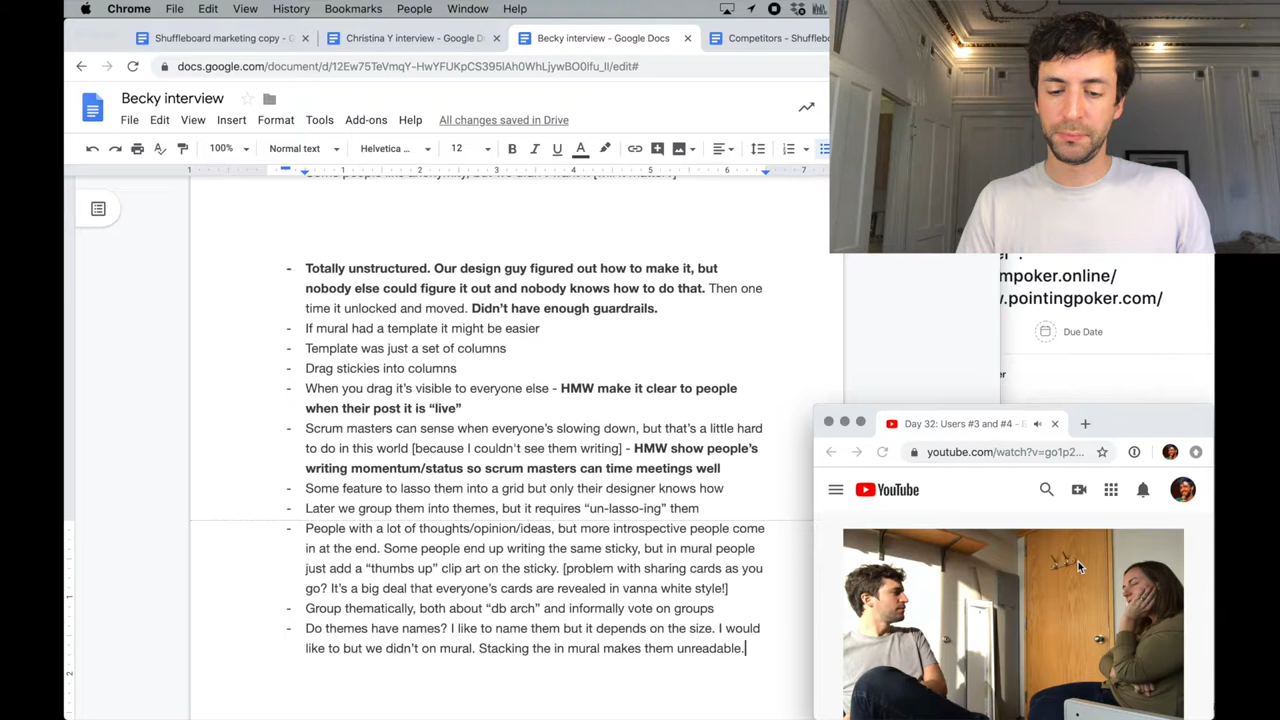 Chrome File Edit View History Bookmarks People Window Help
Shuffleboard marketing copy - G
Christina Y interview - Google D
Becky interview - Google Docs
Competitors - Shuffleb
docs.google.com/document/d/12Ew75TeVmqY-HwYFUKpCS395lAh0WhLjywBO0lfu_lI/edit#
Becky interview
File Edit View Insert Format Tools Add-ons Help All changes saved in Drive
100% Normal text Helvetica ... 12 B I U A
1 2 3 4 5 6 7
- Totally unstructured. Our design guy figured out how to make it, but
nobody else could figure it out and nobody knows how to do that. Then one
time it unlocked and moved. Didn't have enough guardrails.
- If mural had a template it might be easier
- Template was just a set of columns
- Drag stickies into columns
- When you drag it's visible to everyone else - HMW make it clear to people
when their post it is “live”
- Scrum masters can sense when everyone's slowing down, but that's a little hard
to do in this world [because I couldn't see them writing] - HMW show people's
writing momentum/status so scrum masters can time meetings well
- Some feature to lasso them into a grid but only their designer knows how
- Later we group them into themes, but it requires “un-lasso-ing” them
- People with a lot of thoughts/opinion/ideas, but more introspective people come
in at the end. Some people end up writing the same sticky, but in mural people
just add a “thumbs up” clip art on the sticky. [problem with sharing cards as you
go? It's a big deal that everyone's cards are revealed in vanna white style!]
- Group thematically, both about “db arch” and informally vote on groups
- Do themes have names? I like to name them but it depends on the size. I would
like to but we didn't on mural. Stacking the in mural makes them unreadable.
1
2
mpoker.online/
w.pointingpoker.com/
Due Date
er
Day 32: Users #3 and #4 - E
youtube.com/watch?v=go1p2...
YouTube